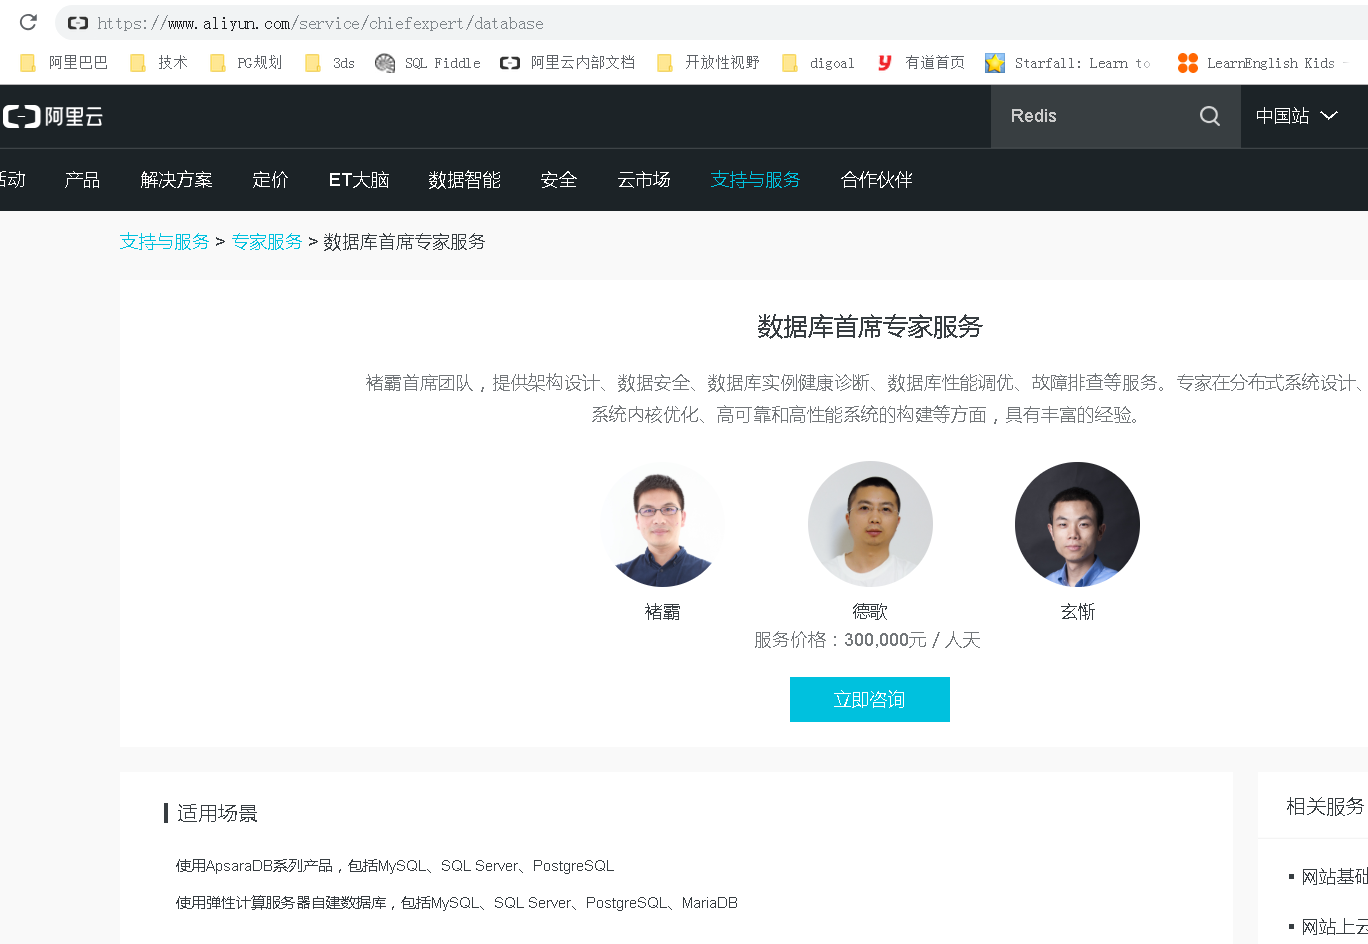 https://www.aliyun.com/service/chiefexpert/database
阿里巴巴 技术 PG规划 3ds SQL Fiddle 阿里云内部文档 开放性视野 digoal 有道首页 Starfall: Learn to LearnEnglish Kids -
阿里云 Redis 中国站
活动 产品 解决方案 定价 ET大脑 数据智能 安全 云市场 支持与服务 合作伙伴
支持与服务 > 专家服务 > 数据库首席专家服务
数据库首席专家服务
褚霸首席团队，提供架构设计、数据安全、数据库实例健康诊断、数据库性能调优、故障排查等服务。专家在分布式系统设计、
系统内核优化、高可靠和高性能系统的构建等方面，具有丰富的经验。
褚霸 德歌 玄惭
服务价格：300,000元 / 人天
立即咨询
适用场景
使用ApsaraDB系列产品，包括MySQL、SQL Server、PostgreSQL
使用弹性计算服务器自建数据库，包括MySQL、SQL Server、PostgreSQL、MariaDB
相关服务
▪ 网站基础
▪ 网站上云